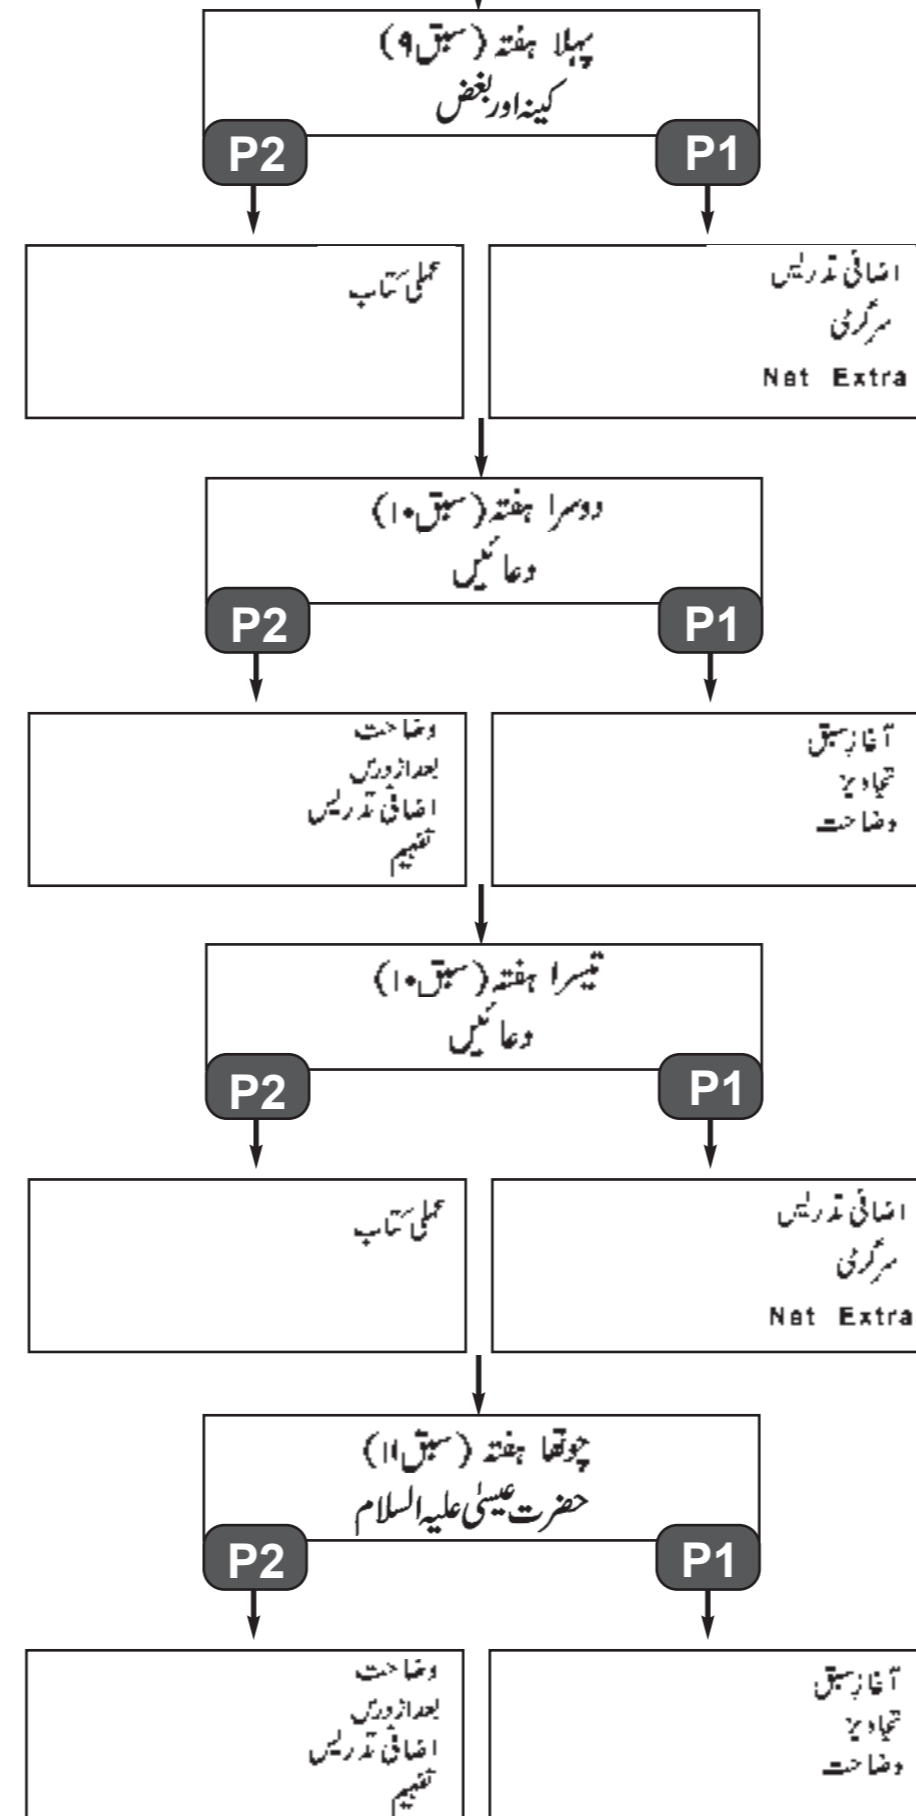 پہلا ہفتہ (سبق ۹)
کینہ اور بغض
P1
P2
اضافی تدریس
سرگرمی
Net Extra
عملی کتاب
دوسرا ہفتہ (سبق ۱۰)
دعائیں
P1
P2
آغازِ سبق
تجاویز
وضاحت
وضاحت
بعد از درس
اضافی تدریس
تفہیم
تیسرا ہفتہ (سبق ۱۰)
دعائیں
P1
P2
اضافی تدریس
سرگرمی
Net Extra
عملی کتاب
چوتھا ہفتہ (سبق ۱۱)
حضرت عیسیٰ علیہ السلام
P1
P2
آغازِ سبق
تجاویز
وضاحت
وضاحت
بعد از درس
اضافی تدریس
تفہیم